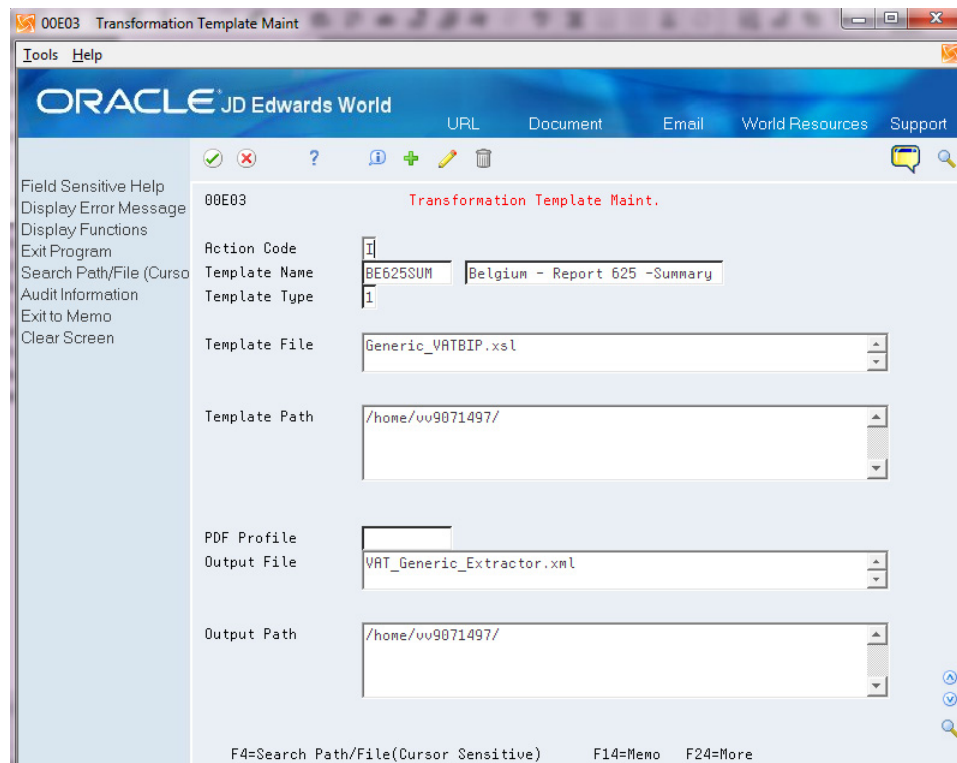 00E03 Transformation Template Maint
Tools Help
ORACLE JD Edwards World
URL Document Email World Resources Support
Field Sensitive Help
Display Error Message
Display Functions
Exit Program
Search Path/File (Curso
Audit Information
Exit to Memo
Clear Screen
00E03 Transformation Template Maint.
Action Code I
Template Name BE625SUM Belgium - Report 625 -Summary
Template Type 1
Template File Generic_VATBIP.xsl
Template Path /home/vv9071497/
PDF Profile
Output File VAT_Generic_Extractor.xml
Output Path /home/vv9071497/
F4=Search Path/File(Cursor Sensitive) F14=Memo F24=More